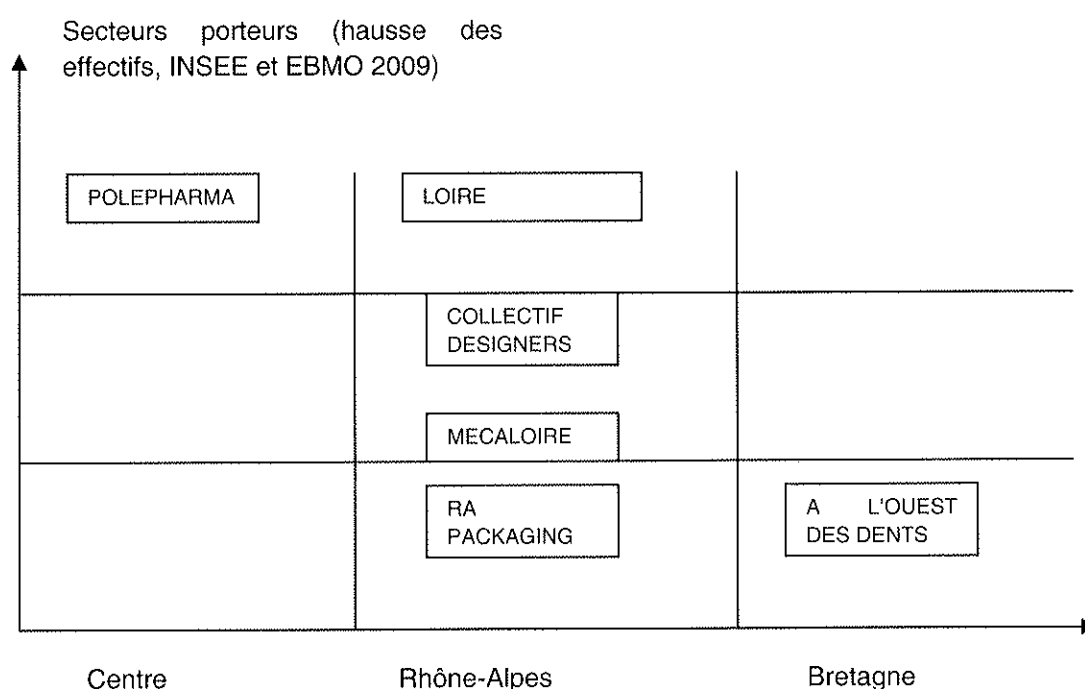 Secteurs porteurs (hausse des
effectifs, INSEE et EBMO 2009)
POLEPHARMA
LOIRE
COLLECTIF
DESIGNERS
MECALOIRE
RA
PACKAGING
A L'OUEST
DES DENTS
Centre
Rhône-Alpes
Bretagne